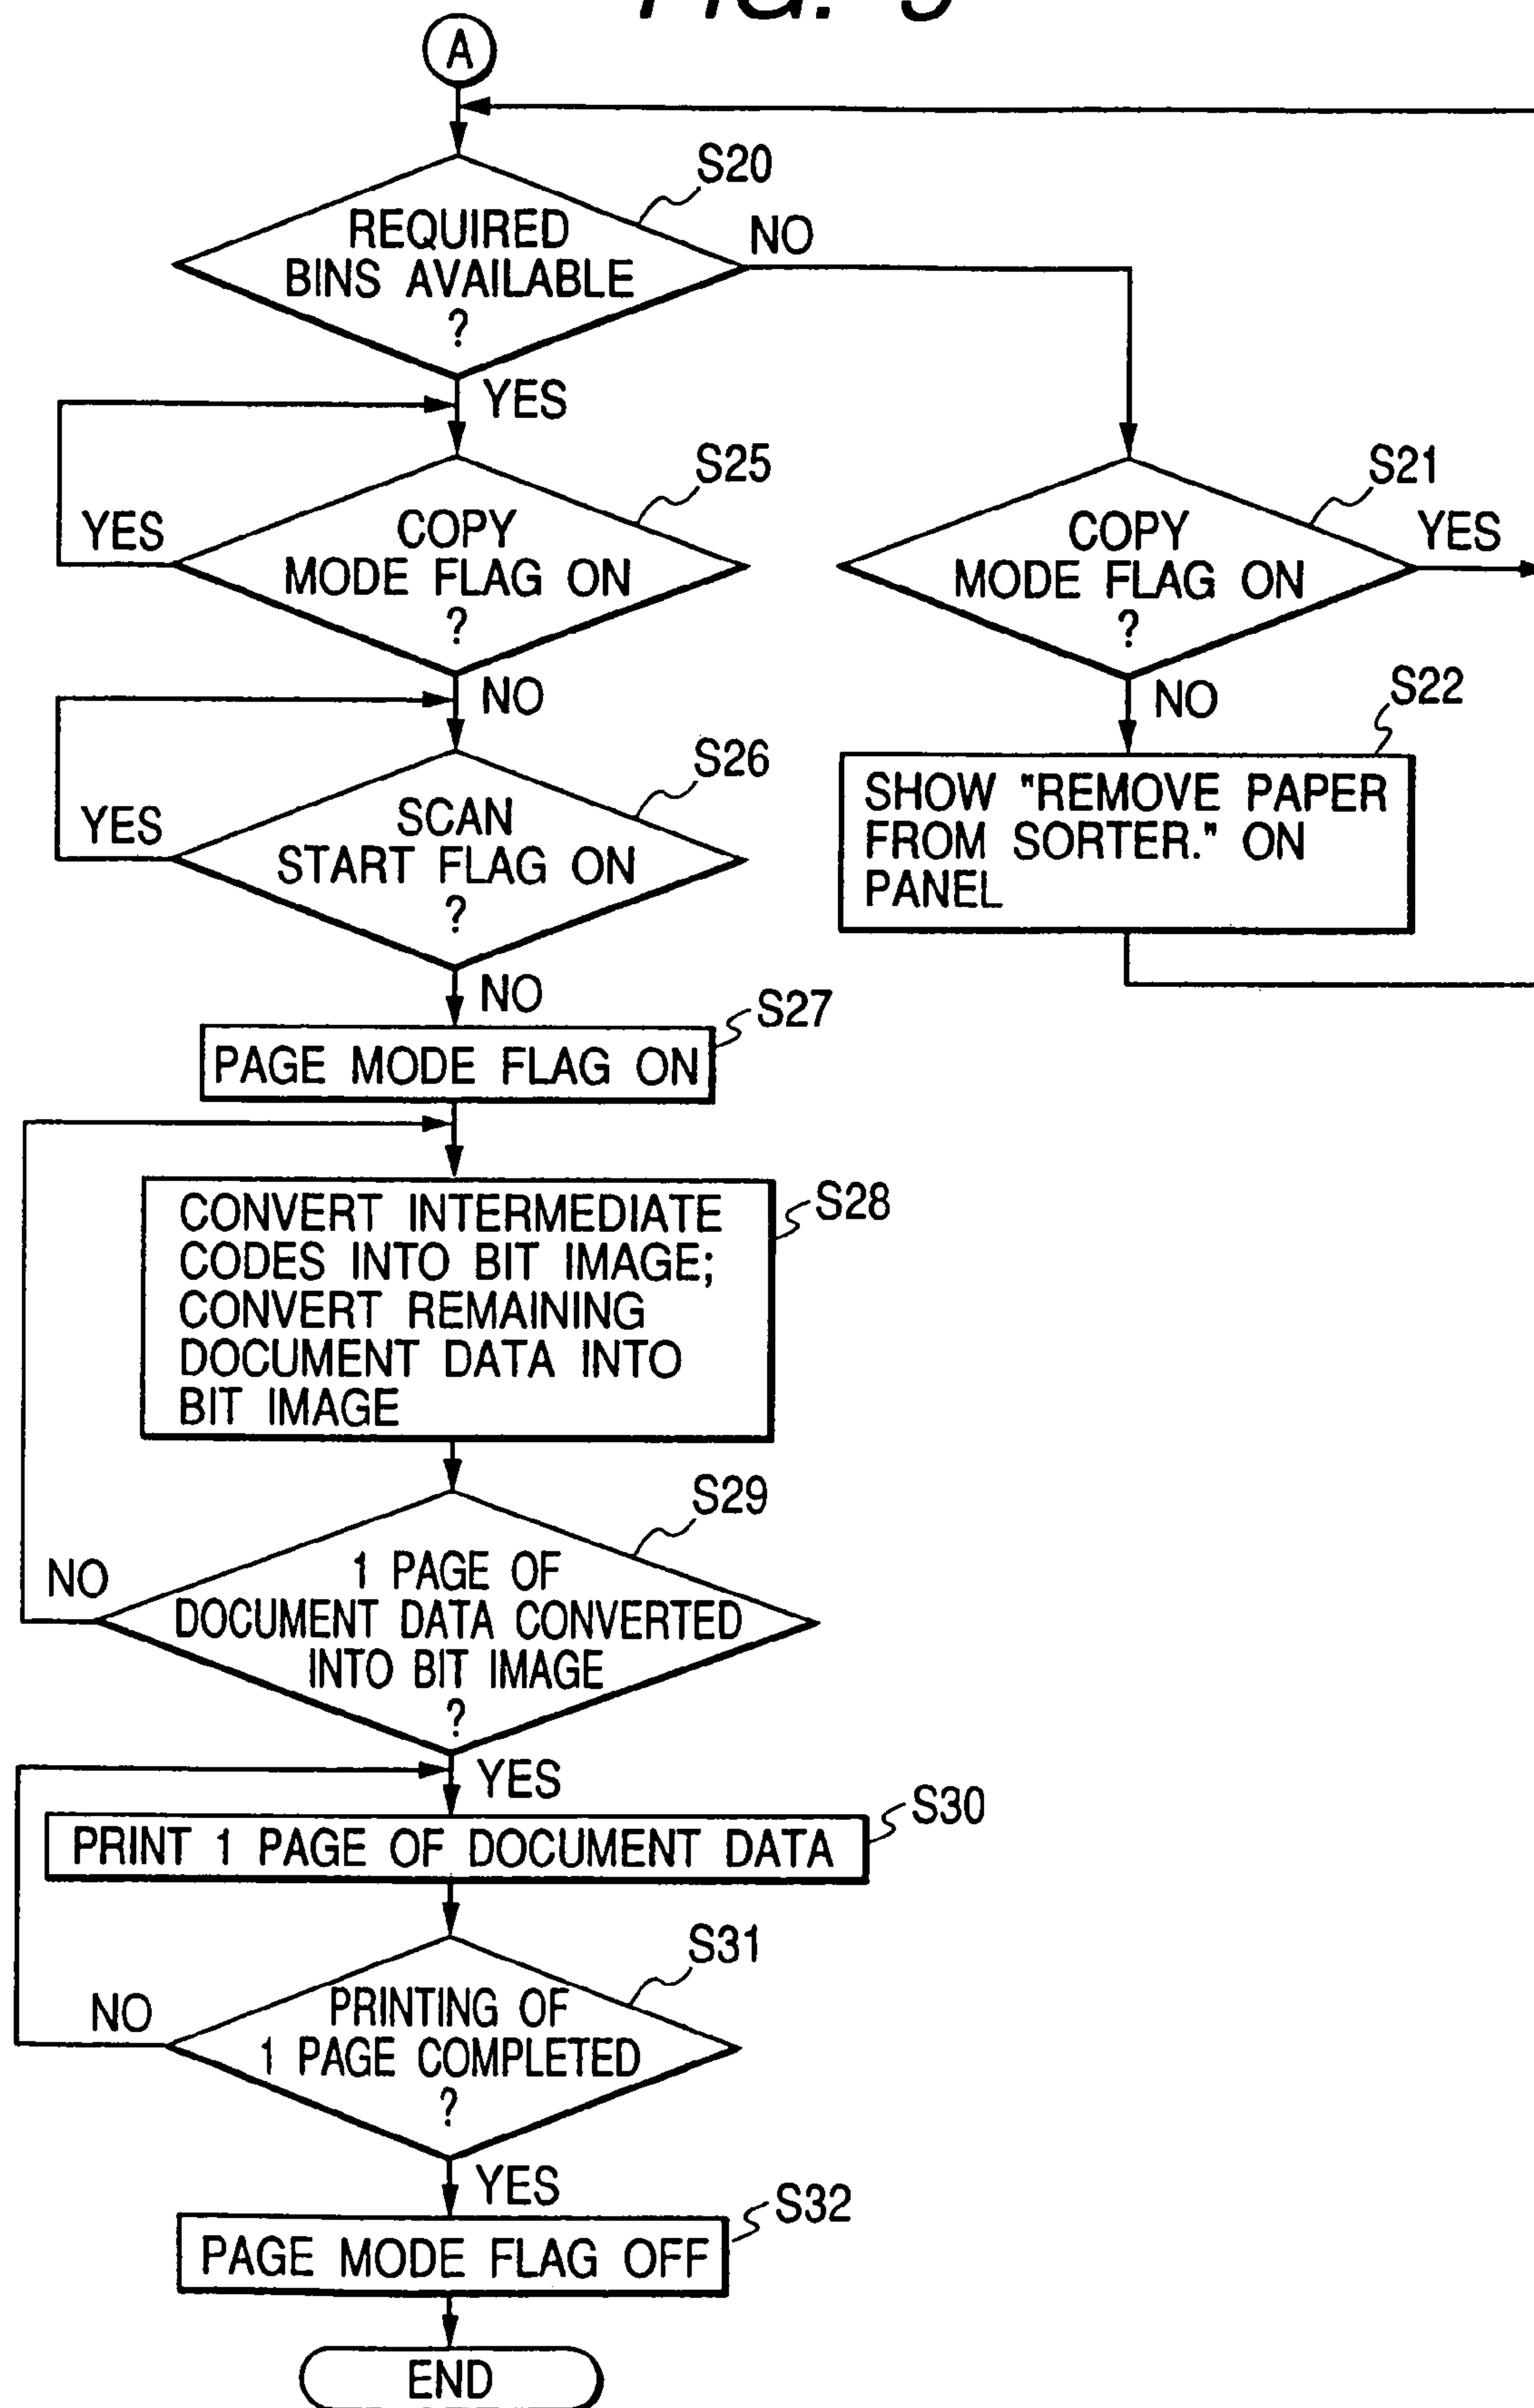 A
S20
REQUIRED
BINS AVAILABLE
?
NO
YES
S25
COPY
MODE FLAG ON
?
YES
NO
S21
COPY
MODE FLAG ON
?
YES
NO
S22
SHOW "REMOVE PAPER
FROM SORTER." ON
PANEL
S26
SCAN
START FLAG ON
?
YES
NO
S27
PAGE MODE FLAG ON
S28
CONVERT INTERMEDIATE
CODES INTO BIT IMAGE;
CONVERT REMAINING
DOCUMENT DATA INTO
BIT IMAGE
S29
1 PAGE OF
DOCUMENT DATA CONVERTED
INTO BIT IMAGE
?
NO
YES
S30
PRINT 1 PAGE OF DOCUMENT DATA
S31
PRINTING OF
1 PAGE COMPLETED
?
NO
YES
S32
PAGE MODE FLAG OFF
END